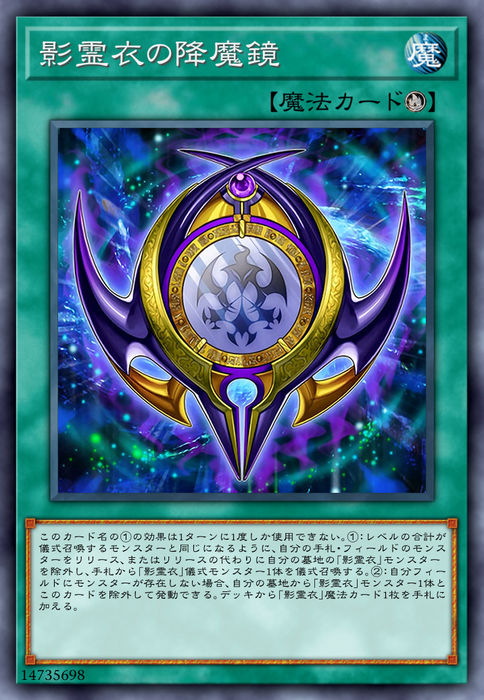 影霊衣の降魔鏡
魔
【魔法カード】
このカード名の①の効果は1ターンに1度しか使用できない。①:レベルの合計が
儀式召喚するモンスターと同じになるように、自分の手札・フィールドのモンス
ターをリリース、またはリリースの代わりに自分の墓地の「影霊衣」モンスター
を除外し、手札から「影霊衣」儀式モンスター1体を儀式召喚する。②:自分フィー
ルドにモンスターが存在しない場合、自分の墓地から「影霊衣」モンスター1体と
このカードを除外して発動できる。デッキから「影霊衣」魔法カード1枚を手札に
加える。
14735698